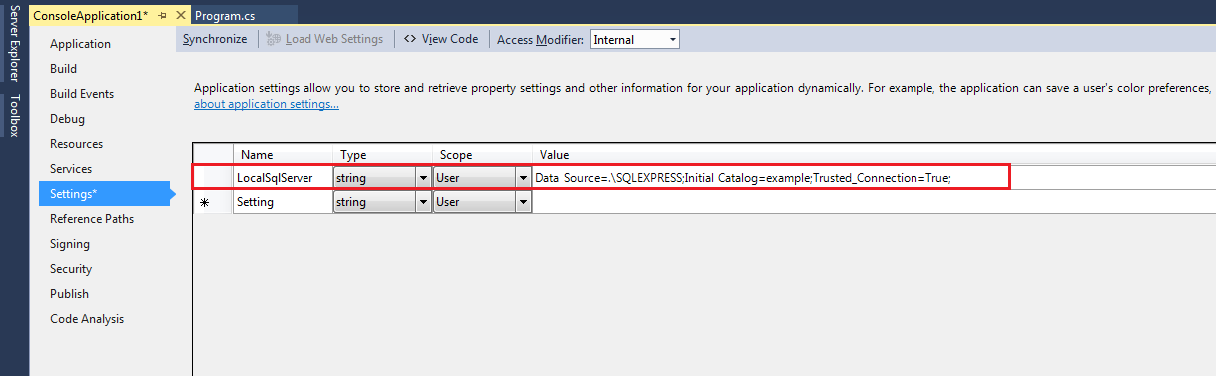 Server Explorer
Toolbox
ConsoleApplication1*
Program.cs
Application
Build
Build Events
Debug
Resources
Services
Settings*
Reference Paths
Signing
Security
Publish
Code Analysis
Synchronize Load Web Settings <> View Code Access Modifier: Internal
Application settings allow you to store and retrieve property settings and other information for your application dynamically. For example, the application can save a user's color preferences,
about application settings...
Name Type Scope Value
LocalSqlServer string User Data Source=.\SQLEXPRESS;Initial Catalog=example;Trusted_Connection=True;
* Setting string User